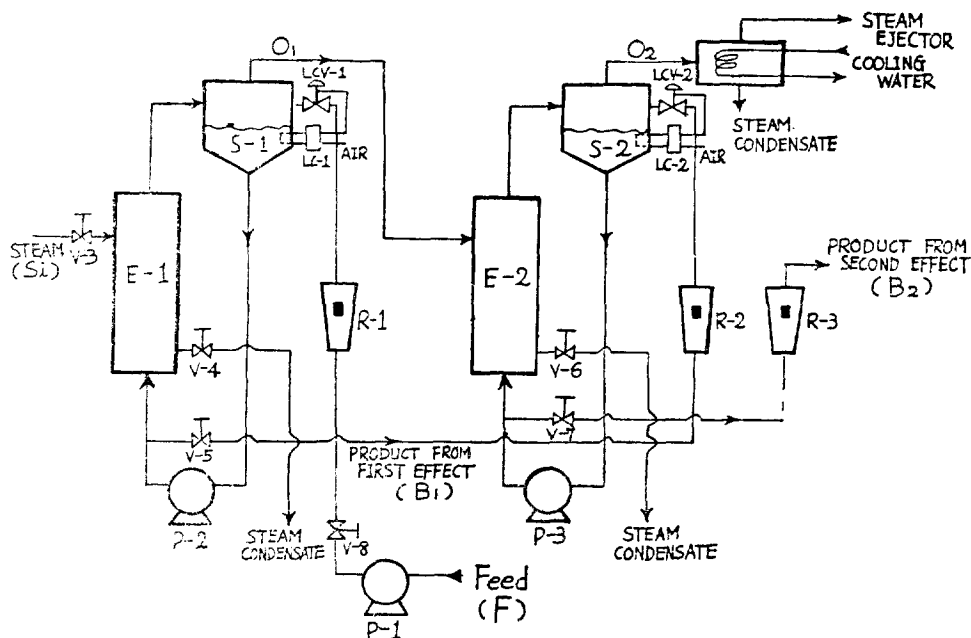 STEAM
EJECTOR
COOLING
WATER
O1
O2
LCV-1
LCV-2
S-1
S-2
LC-1
AIR
LC-2
AIR
STEAM
CONDENSATE
STEAM
(Si)
V-3
E-1
E-2
PRODUCT FROM
SECOND EFFECT
(B2)
R-1
R-2
R-3
V-4
V-6
V-5
V-7
PRODUCT FROM
FIRST EFFECT
(B1)
P-2
STEAM
CONDENSATE
V-8
P-3
STEAM
CONDENSATE
Feed
(F)
P-1